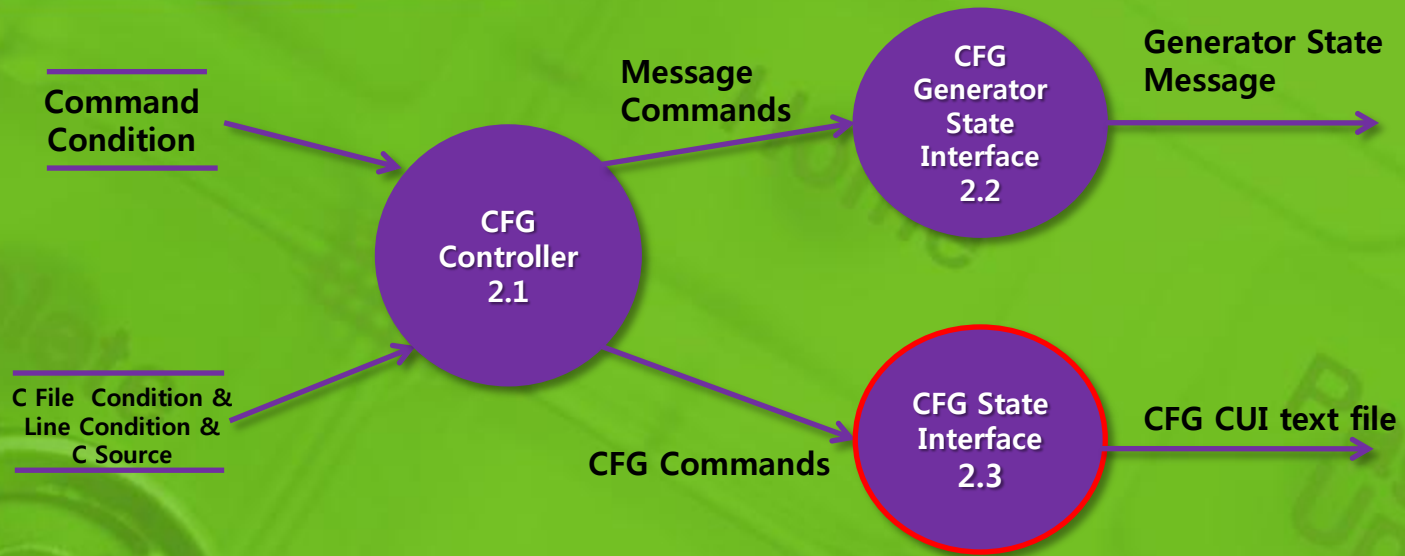 Command
Condition
C File  Condition &
Line Condition &
C Source
CFG
Controller
2.1
Message
Commands
CFG
Generator
State
Interface
2.2
Generator State
Message
CFG Commands
CFG State
Interface
2.3
CFG CUI text file